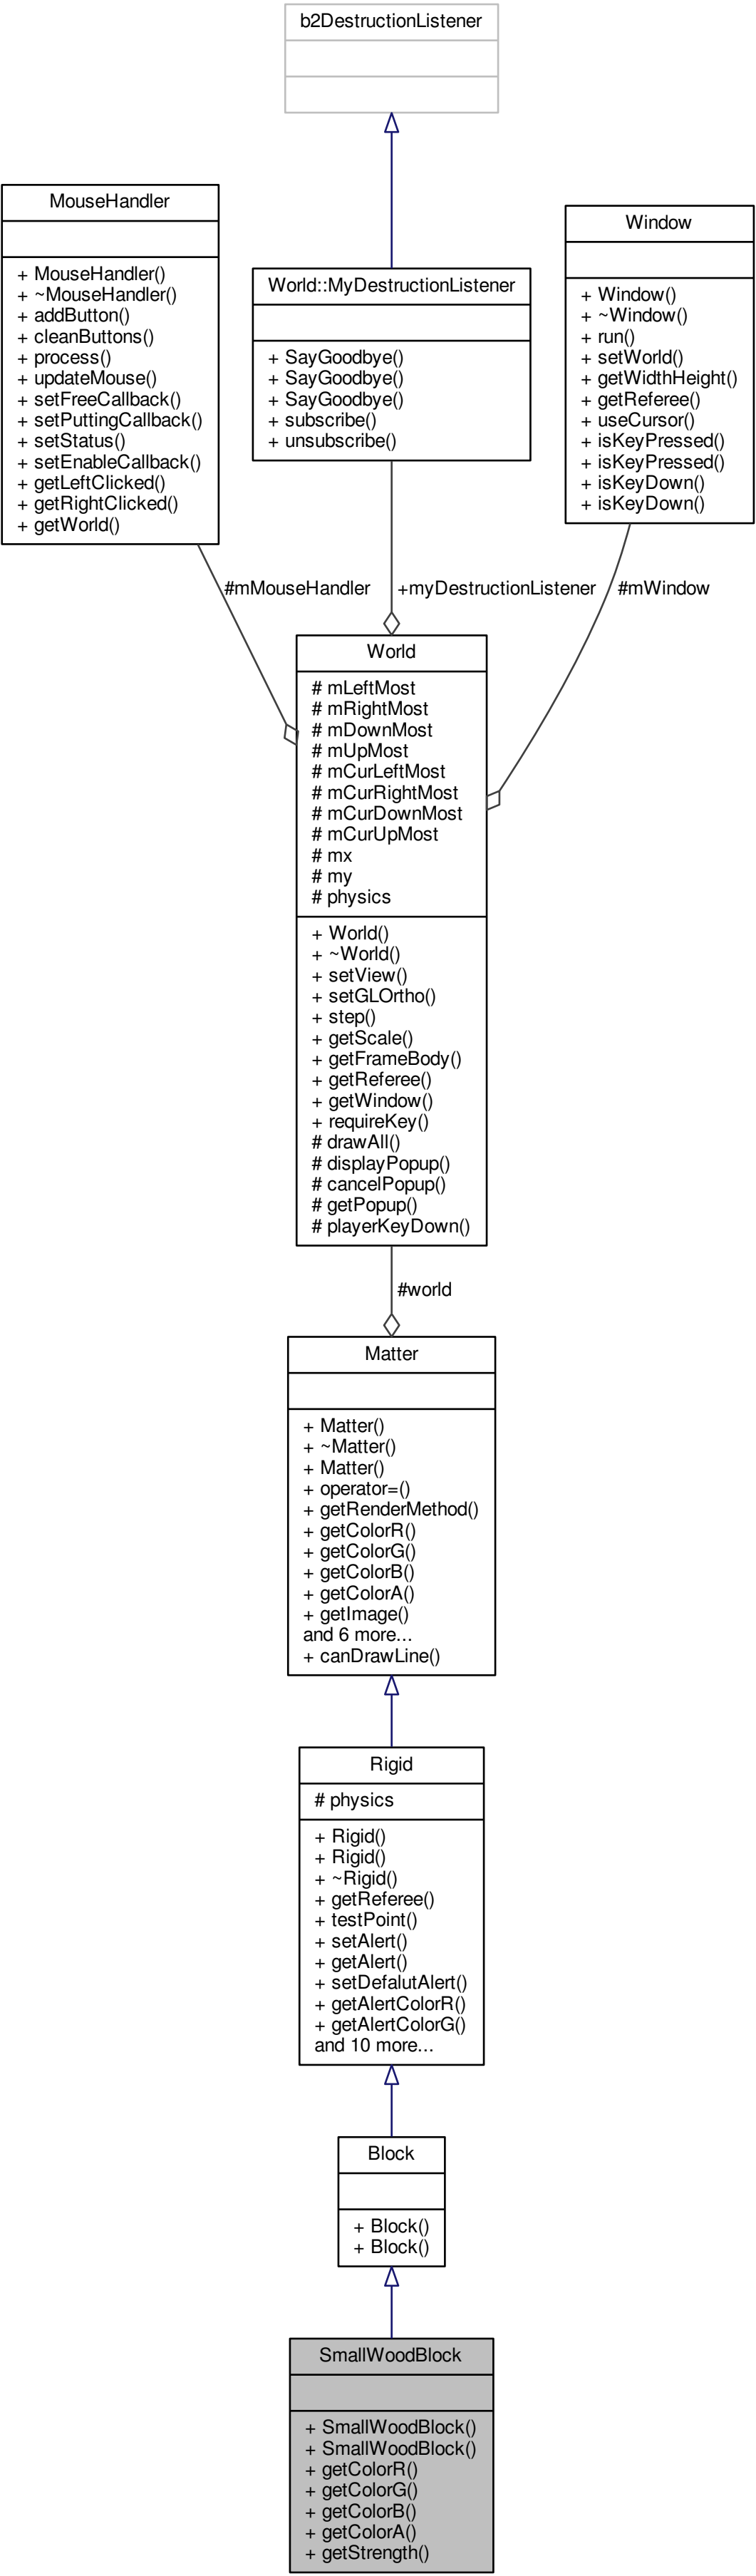 b2DestructionListener
MouseHandler
+ MouseHandler()
+ ~MouseHandler()
+ addButton()
+ cleanButtons()
+ process()
+ updateMouse()
+ setFreeCallback()
+ setPuttingCallback()
+ setStatus()
+ setEnableCallback()
+ getLeftClicked()
+ getRightClicked()
+ getWorld()
World::MyDestructionListener
+ SayGoodbye()
+ SayGoodbye()
+ SayGoodbye()
+ subscribe()
+ unsubscribe()
Window
+ Window()
+ ~Window()
+ run()
+ setWorld()
+ getWidthHeight()
+ getReferee()
+ useCursor()
+ isKeyPressed()
+ isKeyPressed()
+ isKeyDown()
+ isKeyDown()
#mMouseHandler
+myDestructionListener
#mWindow
World
# mLeftMost
# mRightMost
# mDownMost
# mUpMost
# mCurLeftMost
# mCurRightMost
# mCurDownMost
# mCurUpMost
# mx
# my
# physics
+ World()
+ ~World()
+ setView()
+ setGLOrtho()
+ step()
+ getScale()
+ getFrameBody()
+ getReferee()
+ getWindow()
+ requireKey()
# drawAll()
# displayPopup()
# cancelPopup()
# getPopup()
# playerKeyDown()
#world
Matter
+ Matter()
+ ~Matter()
+ Matter()
+ operator=()
+ getRenderMethod()
+ getColorR()
+ getColorG()
+ getColorB()
+ getColorA()
+ getImage()
and 6 more...
+ canDrawLine()
Rigid
# physics
+ Rigid()
+ Rigid()
+ ~Rigid()
+ getReferee()
+ testPoint()
+ setAlert()
+ getAlert()
+ setDefalutAlert()
+ getAlertColorR()
+ getAlertColorG()
and 10 more...
Block
+ Block()
+ Block()
SmallWoodBlock
+ SmallWoodBlock()
+ SmallWoodBlock()
+ getColorR()
+ getColorG()
+ getColorB()
+ getColorA()
+ getStrength()